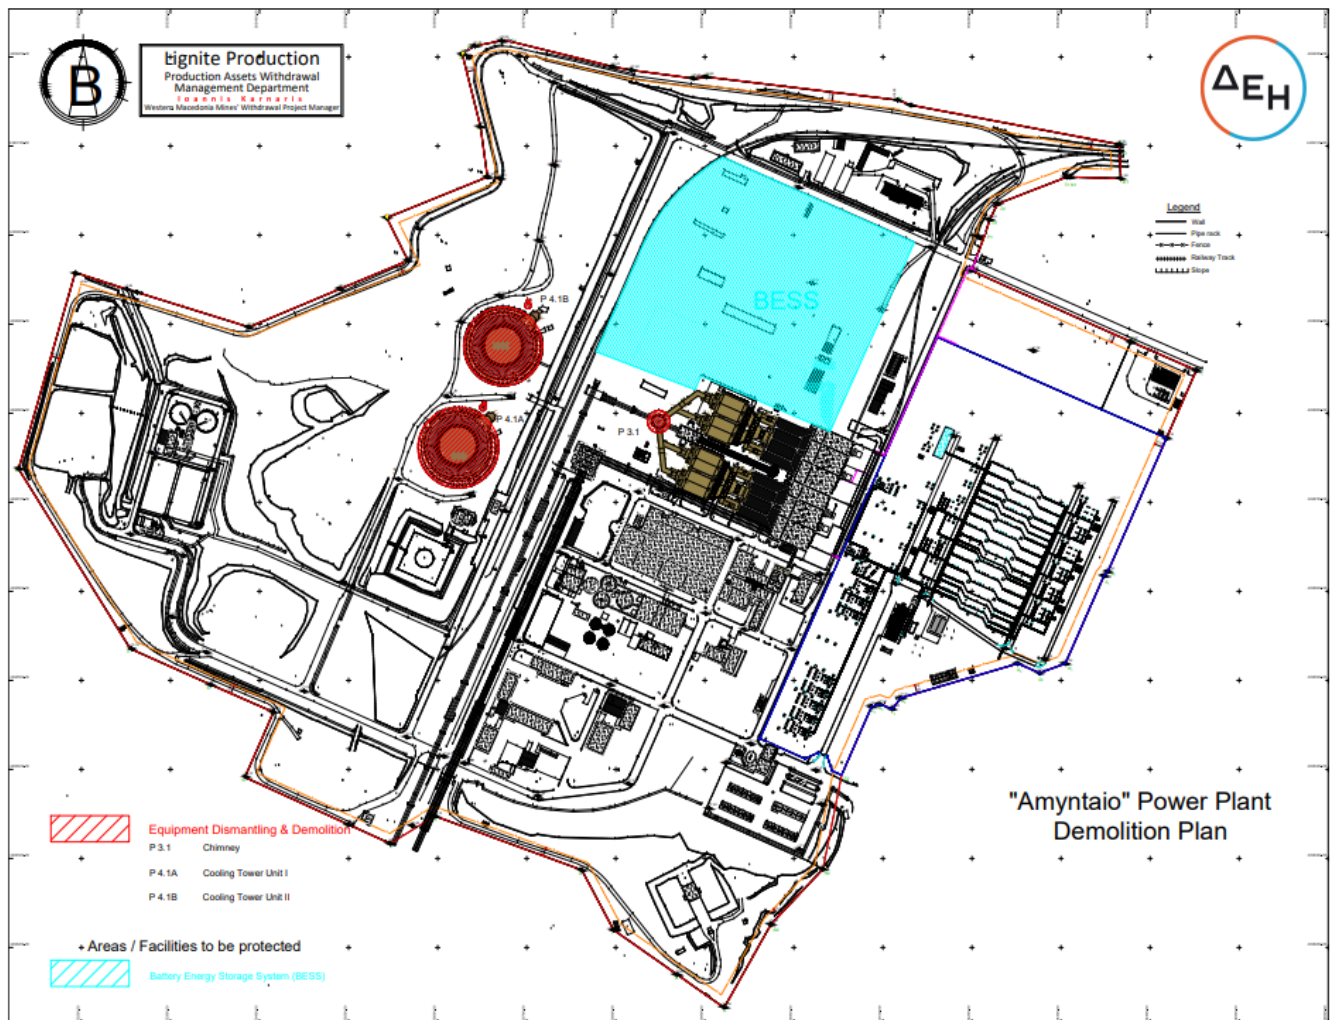 B
Lignite Production
Production Assets Withdrawal
Management Department
Ioannis Karnaris
Western Macedonia Mines' Withdrawal Project Manager
ΔΕΗ
Legend
Wall
Pipe rack
Fence
Railway Track
Slope
BESS
P 4.1B
P 4.1A
P 3.1
"Amyntaio" Power Plant
Demolition Plan
Equipment Dismantling & Demolition
P 3.1 Chimney
P 4.1A Cooling Tower Unit I
P 4.1B Cooling Tower Unit II
Areas / Facilities to be protected
Battery Energy Storage System (BESS)